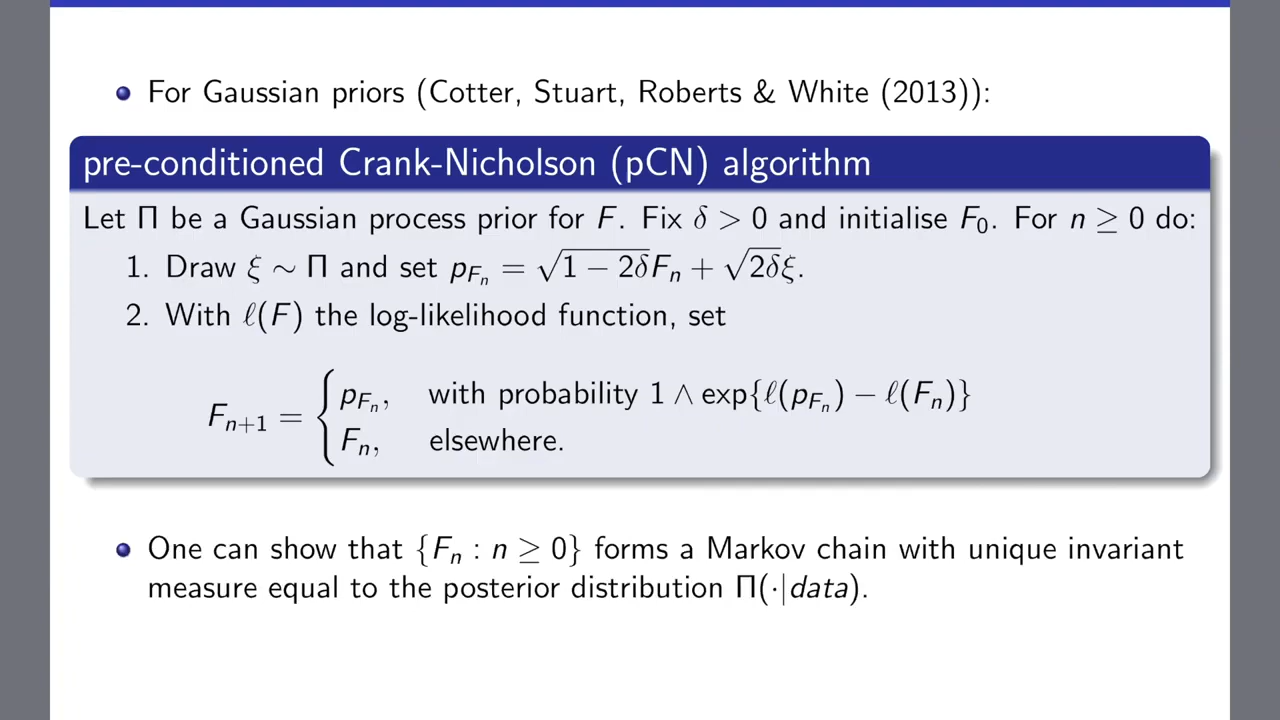 For Gaussian priors (Cotter, Stuart, Roberts & White (2013)):
pre-conditioned Crank-Nicholson (pCN) algorithm
Let Π be a Gaussian process prior for F. Fix δ > 0 and initialise F₀. For n ≥ 0 do:
1. Draw ξ ∼ Π and set p_{F_n} = √(1 − 2δ)F_n + √(2δ)ξ.
2. With ℓ(F) the log-likelihood function, set
F_{n+1} = { p_{F_n}, with probability 1 ∧ exp{ℓ(p_{F_n}) − ℓ(F_n)}
F_n, elsewhere.
One can show that {F_n : n ≥ 0} forms a Markov chain with unique invariant
measure equal to the posterior distribution Π(·|data).